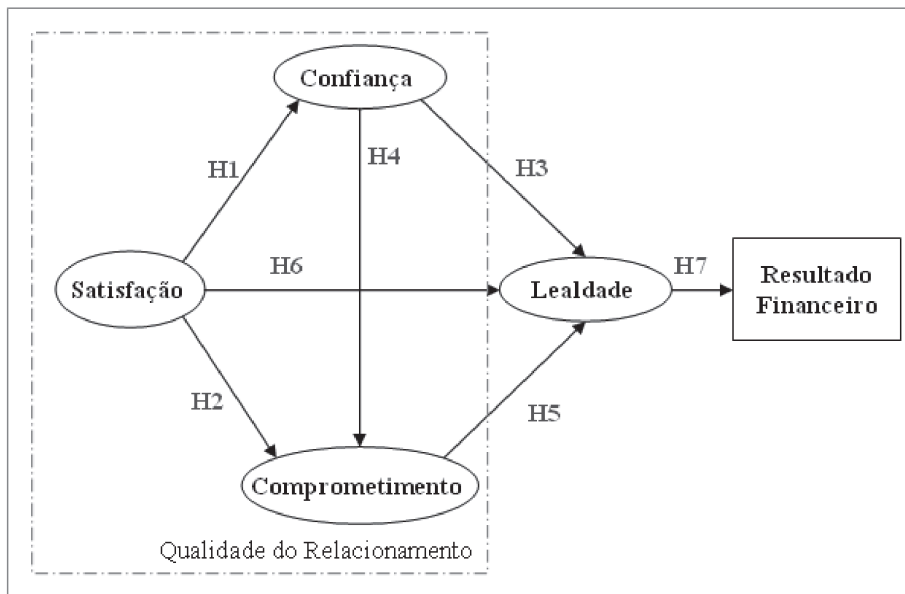 Confiança
H1
H4
H3
Satisfação
H6
Lealdade
H7
Resultado
Financeiro
H2
H5
Comprometimento
Qualidade do Relacionamento